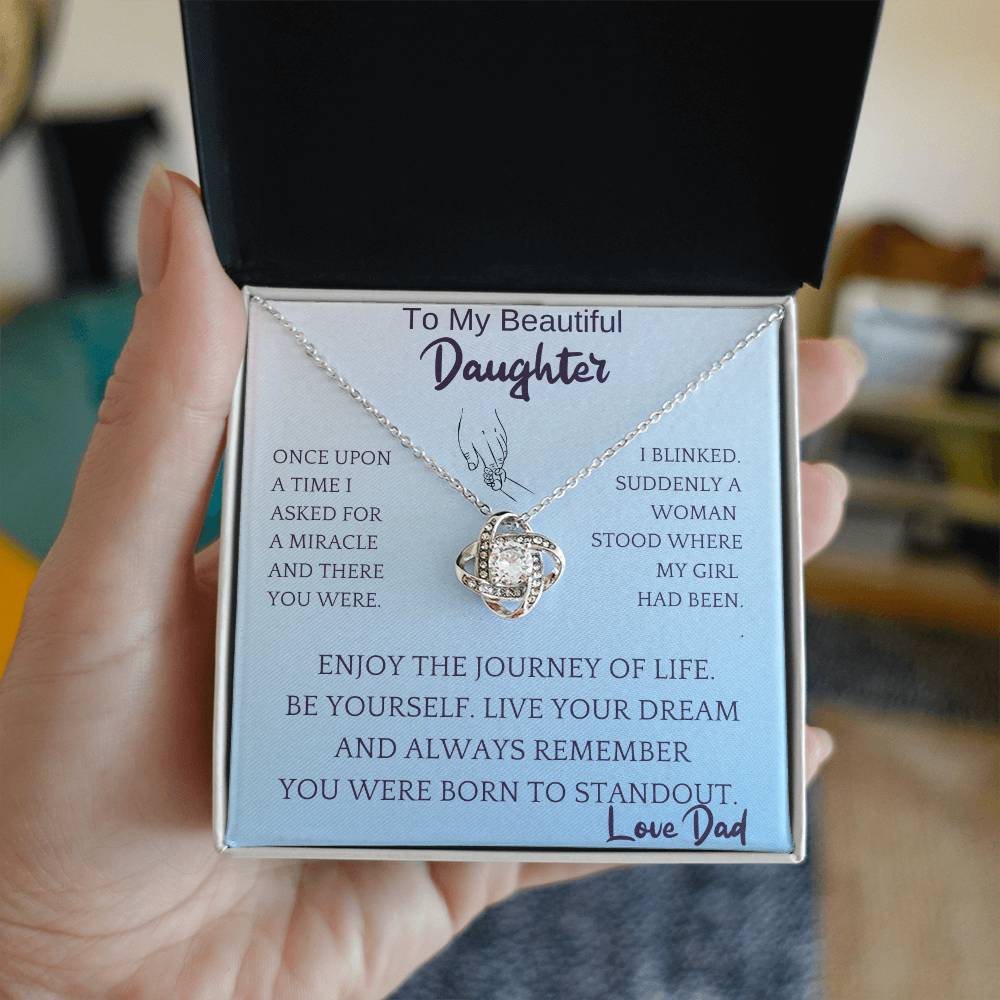 To My Beautiful
Daughter
ONCE UPON
A TIME I
ASKED FOR
A MIRACLE
AND THERE
YOU WERE.
I BLINKED.
SUDDENLY A
WOMAN
STOOD WHERE
MY GIRL
HAD BEEN.
ENJOY THE JOURNEY OF LIFE.
BE YOURSELF. LIVE YOUR DREAM
AND ALWAYS REMEMBER
YOU WERE BORN TO STANDOUT.
Love Dad